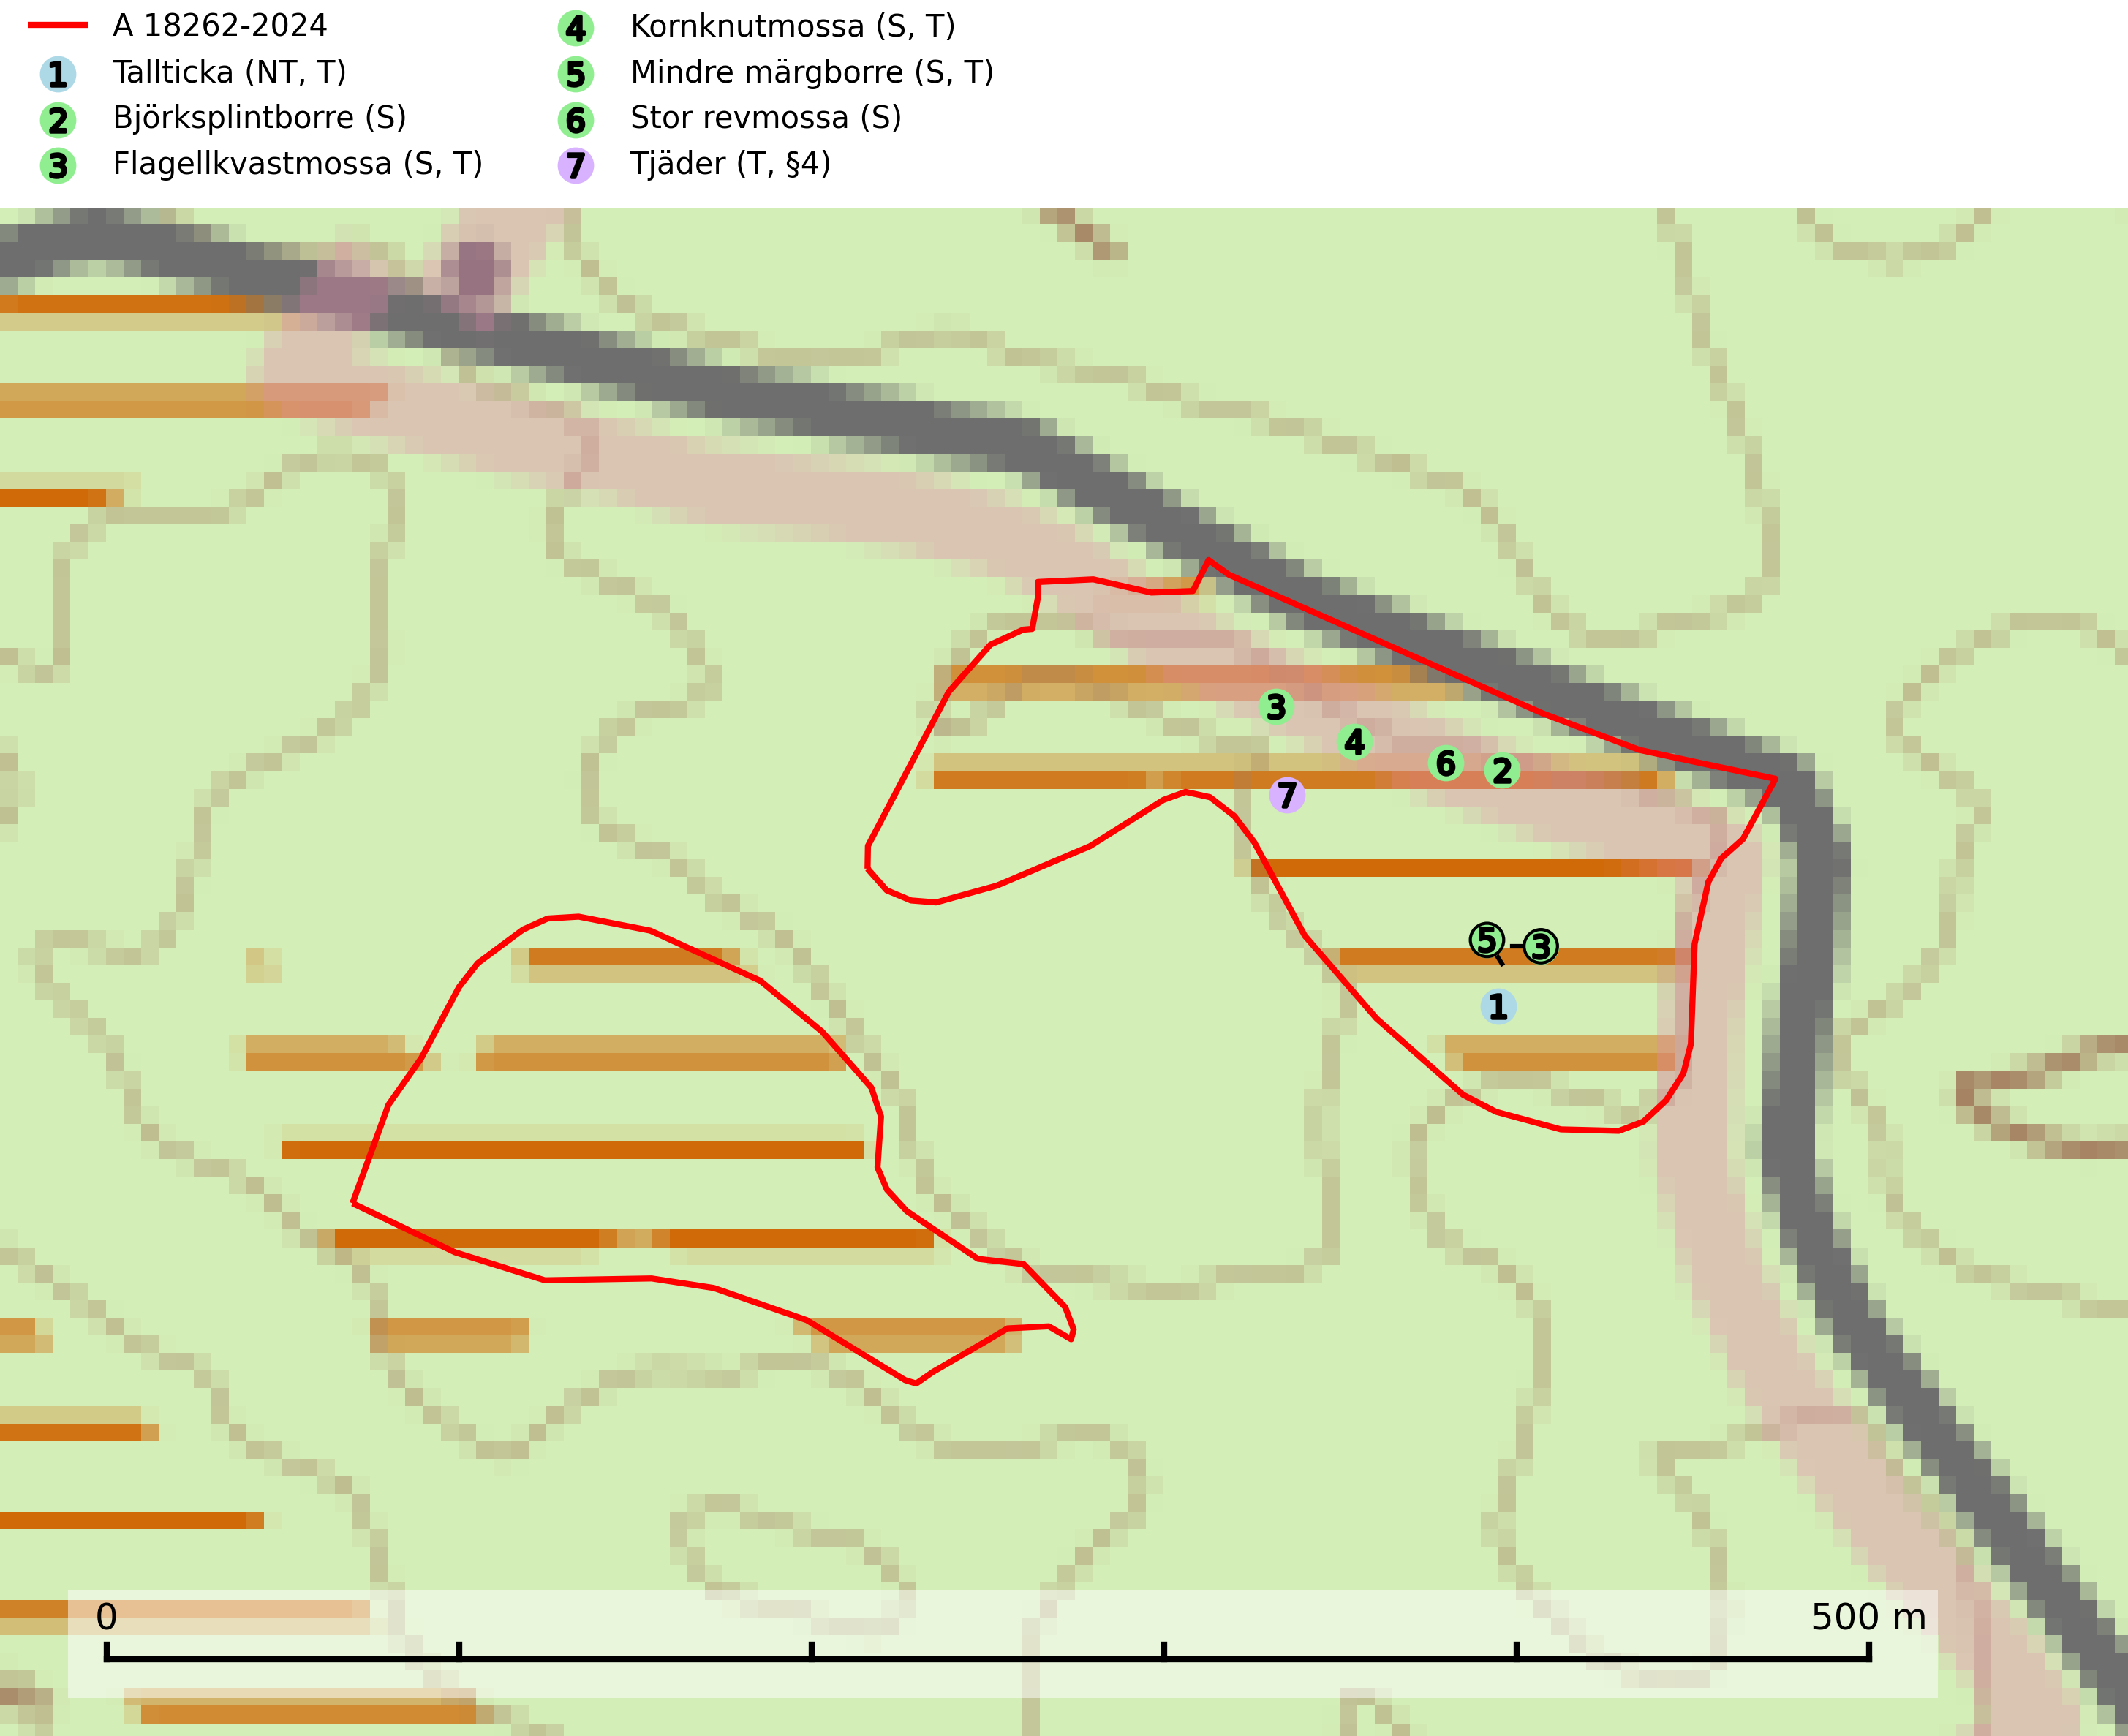 A 18262-2024
1 Tallticka (NT, T)
2 Björksplintborre (S)
3 Flagellkvastmossa (S, T)
4 Kornknutmossa (S, T)
5 Mindre märgborre (S, T)
6 Stor revmossa (S)
7 Tjäder (T, §4)
3
4
6 2
7
5 3
1
0 500 m